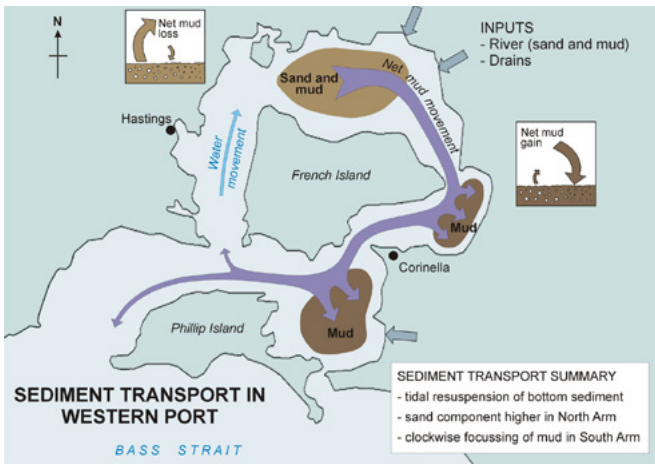 N
Net mud
loss
INPUTS
- River (sand and mud)
- Drains
Sand and
mud
Net mud movement
Hastings
Water
movement
Net mud
gain
French Island
Mud
Corinella
Phillip Island
Mud
SEDIMENT TRANSPORT IN
WESTERN PORT
BASS STRAIT
SEDIMENT TRANSPORT SUMMARY
- tidal resuspension of bottom sediment
- sand component higher in North Arm
- clockwise focussing of mud in South Arm